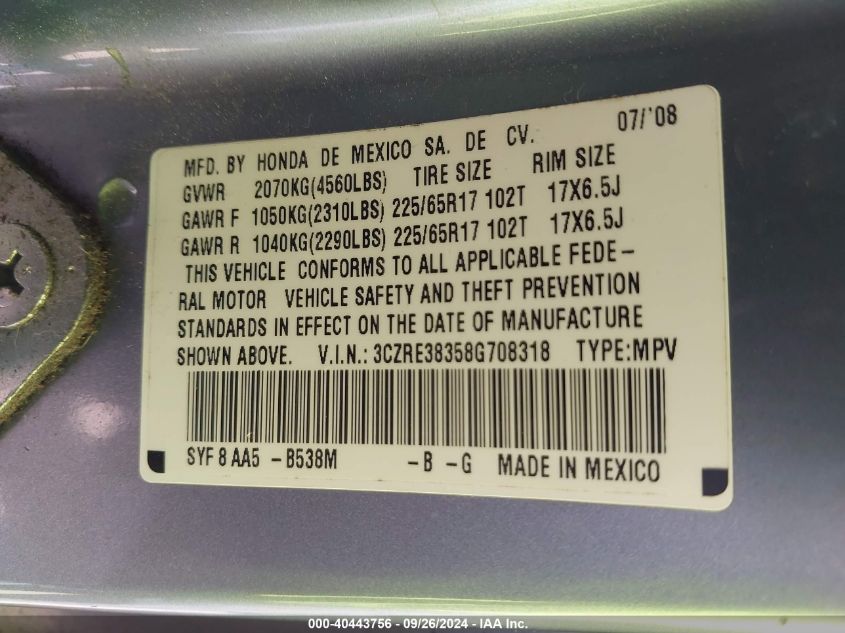 MFD. BY HONDA DE MEXICO SA. DE CV. 07/'08
GVWR 2070KG(4560LBS) TIRE SIZE RIM SIZE
GAWR F 1050KG(2310LBS) 225/65R17 102T 17X6.5J
GAWR R 1040KG(2290LBS) 225/65R17 102T 17X6.5J
THIS VEHICLE CONFORMS TO ALL APPLICABLE FEDE-
RAL MOTOR VEHICLE SAFETY AND THEFT PREVENTION
STANDARDS IN EFFECT ON THE DATE OF MANUFACTURE
SHOWN ABOVE. V.I.N.: 3CZRE38358G708318 TYPE:MPV
SYF 8 AA5 -B538M -B -G MADE IN MEXICO
000-40443756 - 09/26/2024 - IAA Inc.